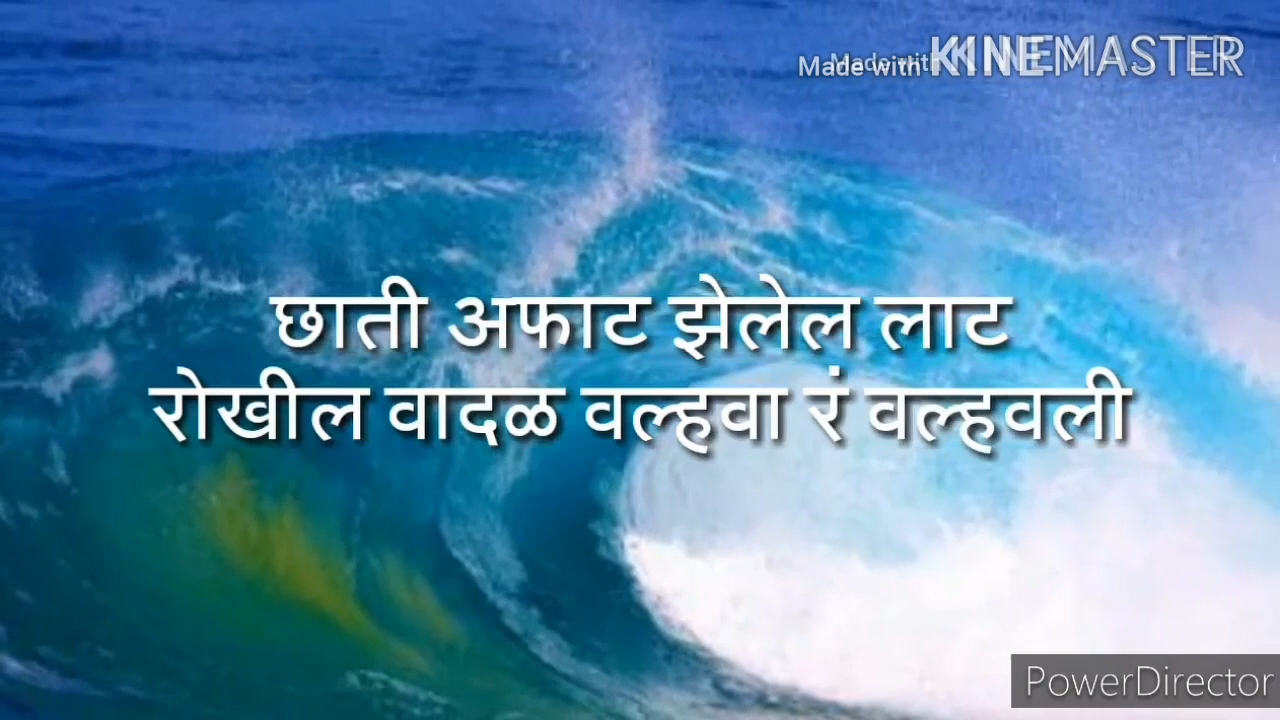 Made with KINEMASTER
छाती अफाट झेलेल लाट
रोखील वादळ वल्हवा रं वल्हवली
PowerDirector